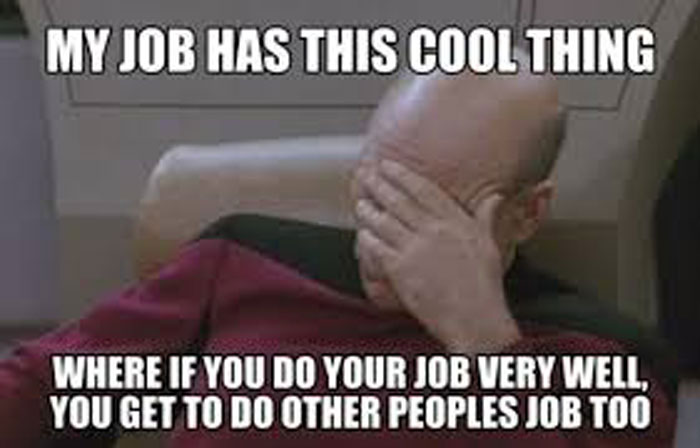 MY JOB HAS THIS COOL THING
WHERE IF YOU DO YOUR JOB VERY WELL,
YOU GET TO DO OTHER PEOPLES JOB TOO